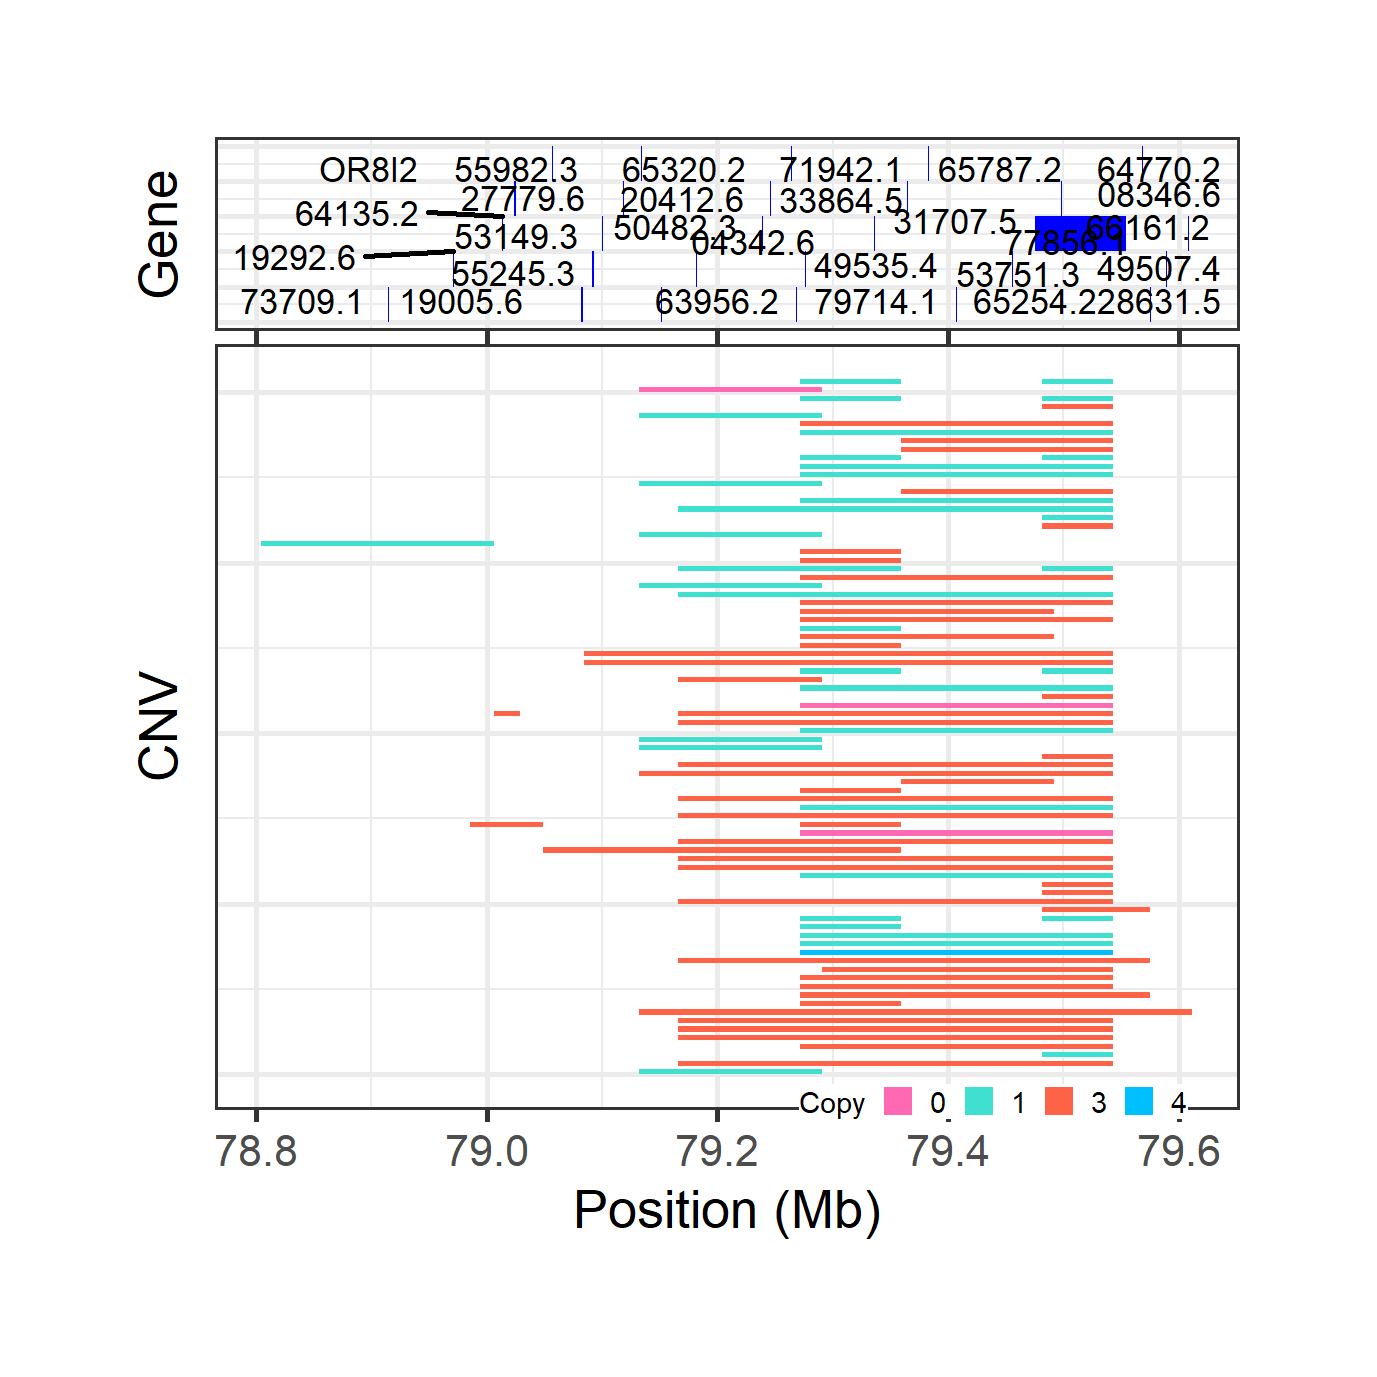 Gene
OR8I2 55982.3 65320.2 71942.1 65787.2 64770.2
27779.6 20412.6 33864.5 08346.6
64135.2 53149.3 50482.3 31707.5 66161.2
19292.6 04342.6 77856.1
55245.3 49535.4 53751.3 49507.4
73709.1 19005.6 63956.2 79714.1 65254.2 28631.5
CNV
Copy 0 1 3 4
78.8 79.0 79.2 79.4 79.6
Position (Mb)